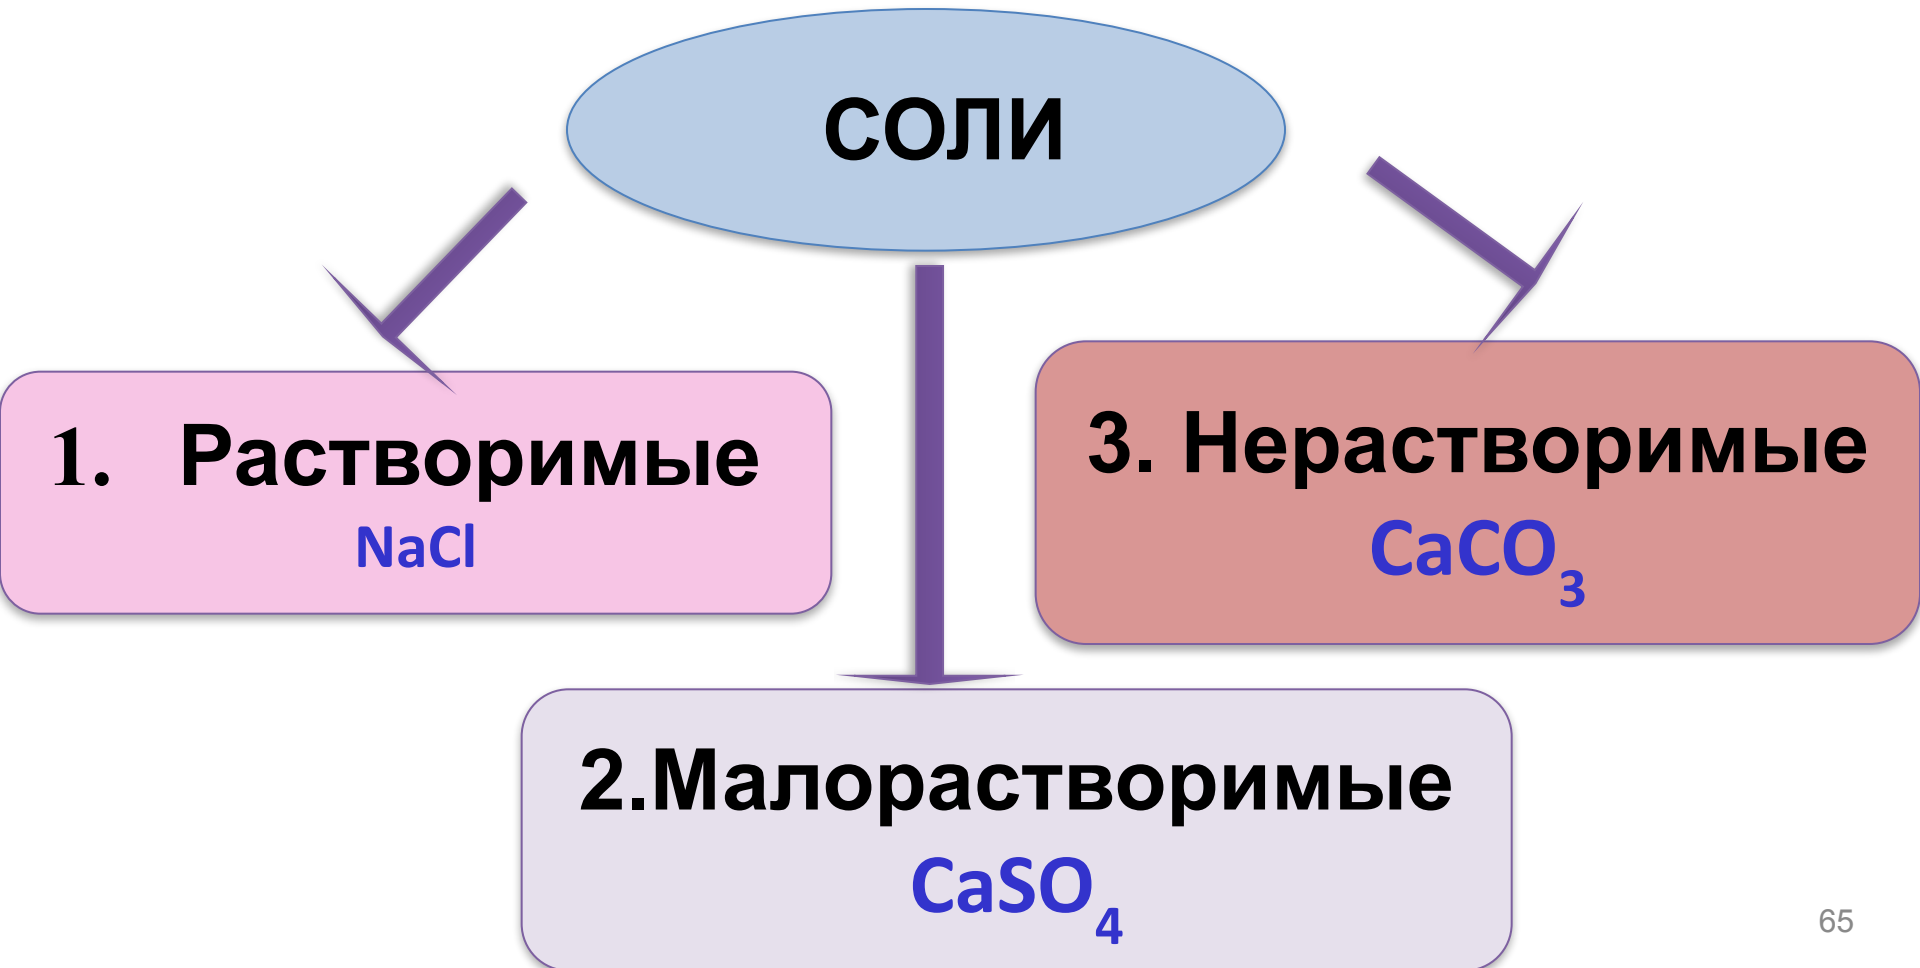 СОЛИ
1. Растворимые
NaCl
3. Нерастворимые
CaCO₃
2.Малорастворимые
CaSO₄
65